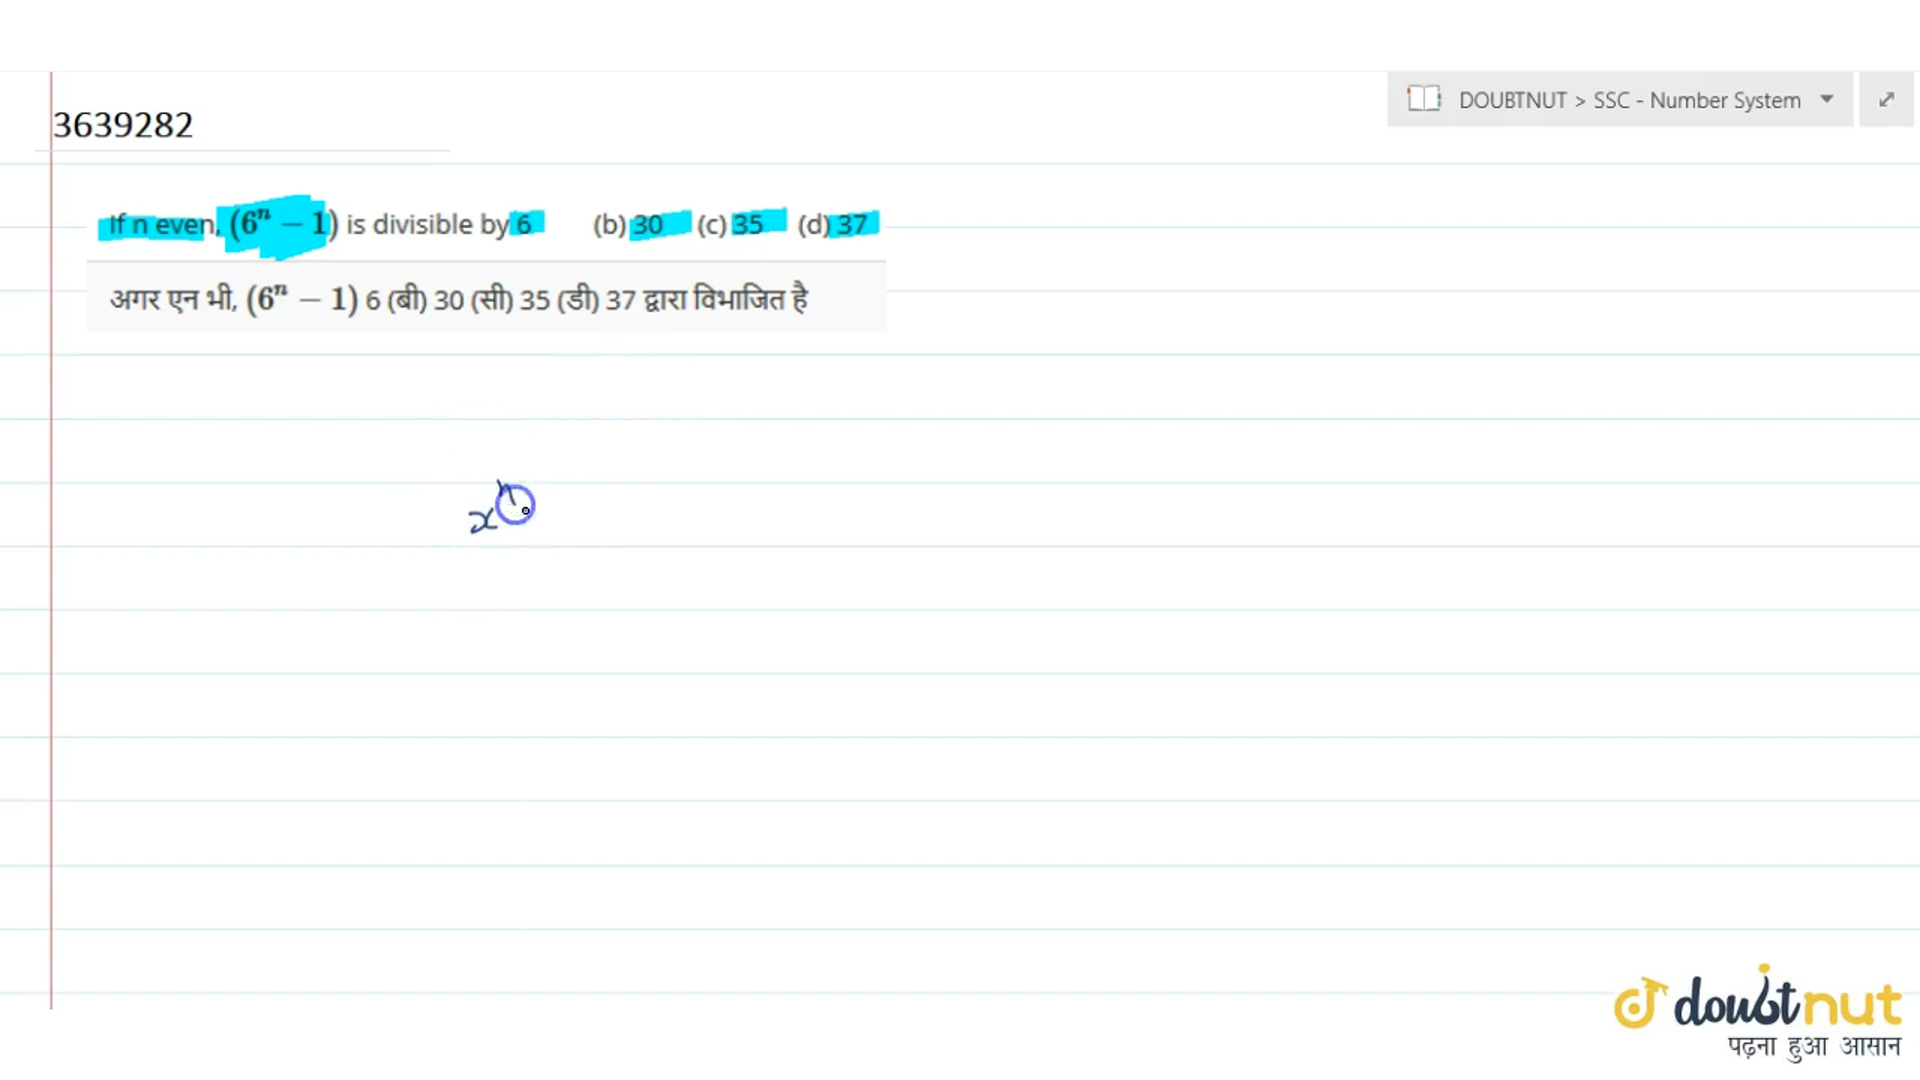 3639282
DOUBTNUT > SSC - Number System
If n even, (6ⁿ − 1) is divisible by 6 (b) 30 (c) 35 (d) 37
अगर एन भी, (6ⁿ − 1) 6 (बी) 30 (सी) 35 (डी) 37 द्वारा विभाजित है
xⁿ
doubtnut
पढ़ना हुआ आसान